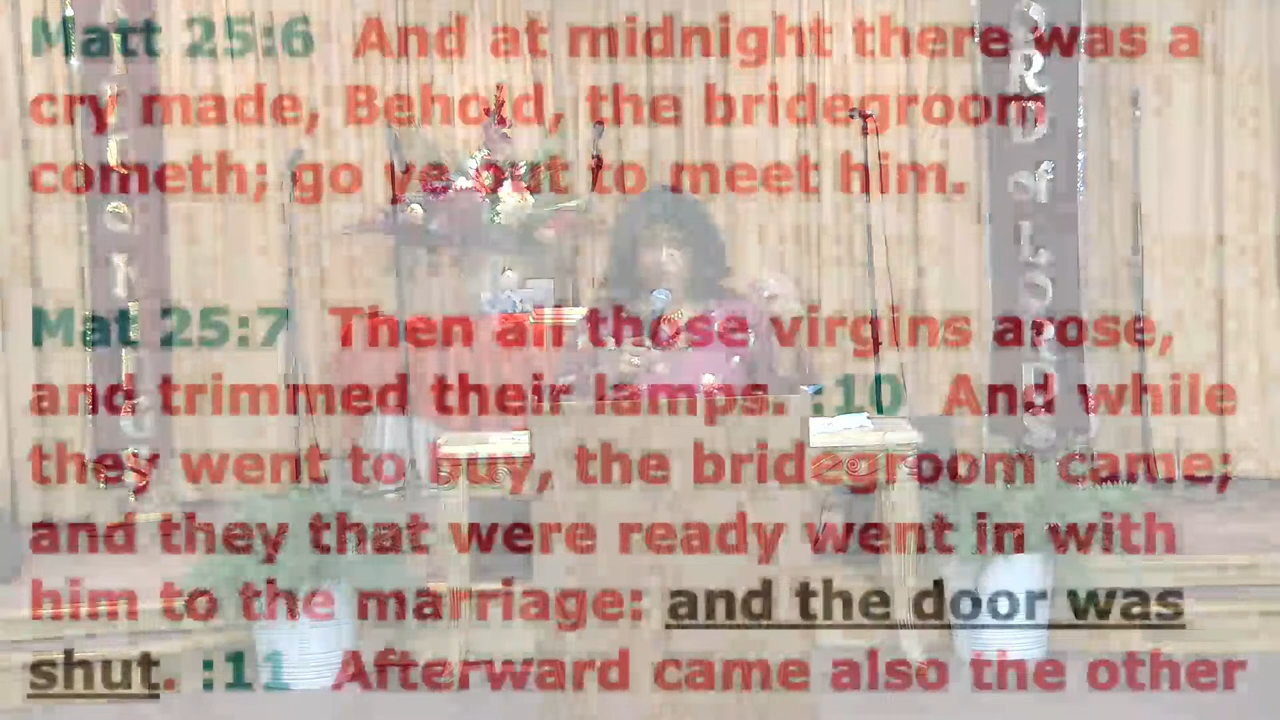 Matt 25:6 And at midnight there was a
cry made, Behold, the bridegroom
cometh; go ye out to meet him.
Mat 25:7 Then all those virgins arose,
and trimmed their lamps. :10 And while
they went to buy, the bridegroom came;
and they that were ready went in with
him to the marriage: and the door was
shut. :11 Afterward came also the other
of LORDS